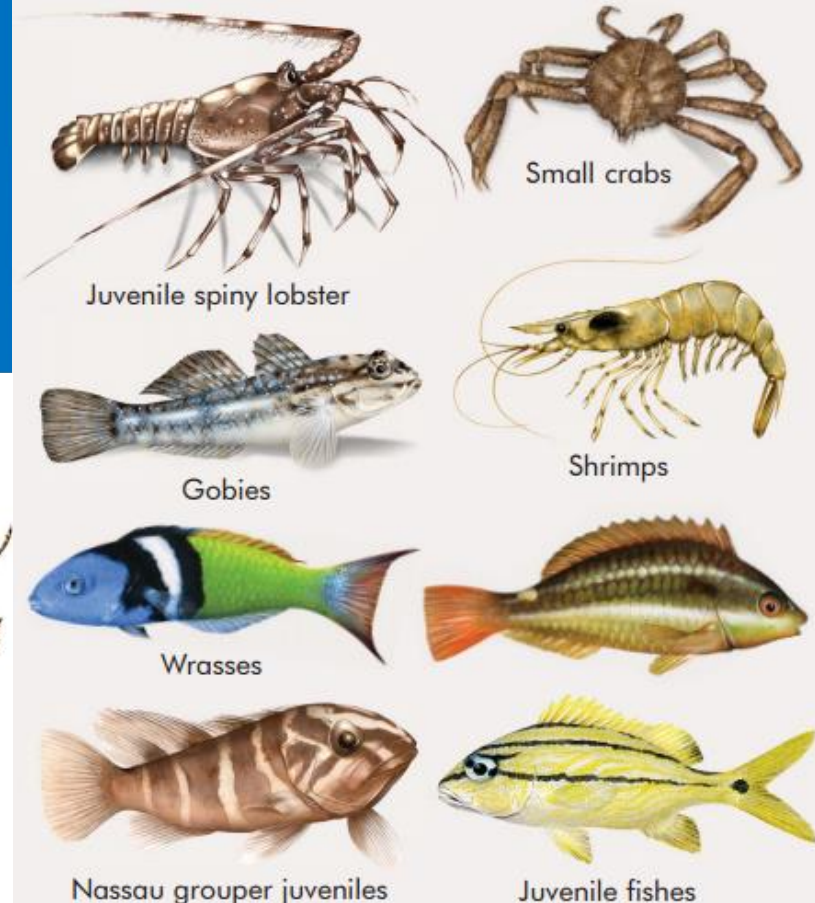 Small crabs
Juvenile spiny lobster
Shrimps
Gobies
Wrasses
Nassau grouper juveniles
Juvenile fishes